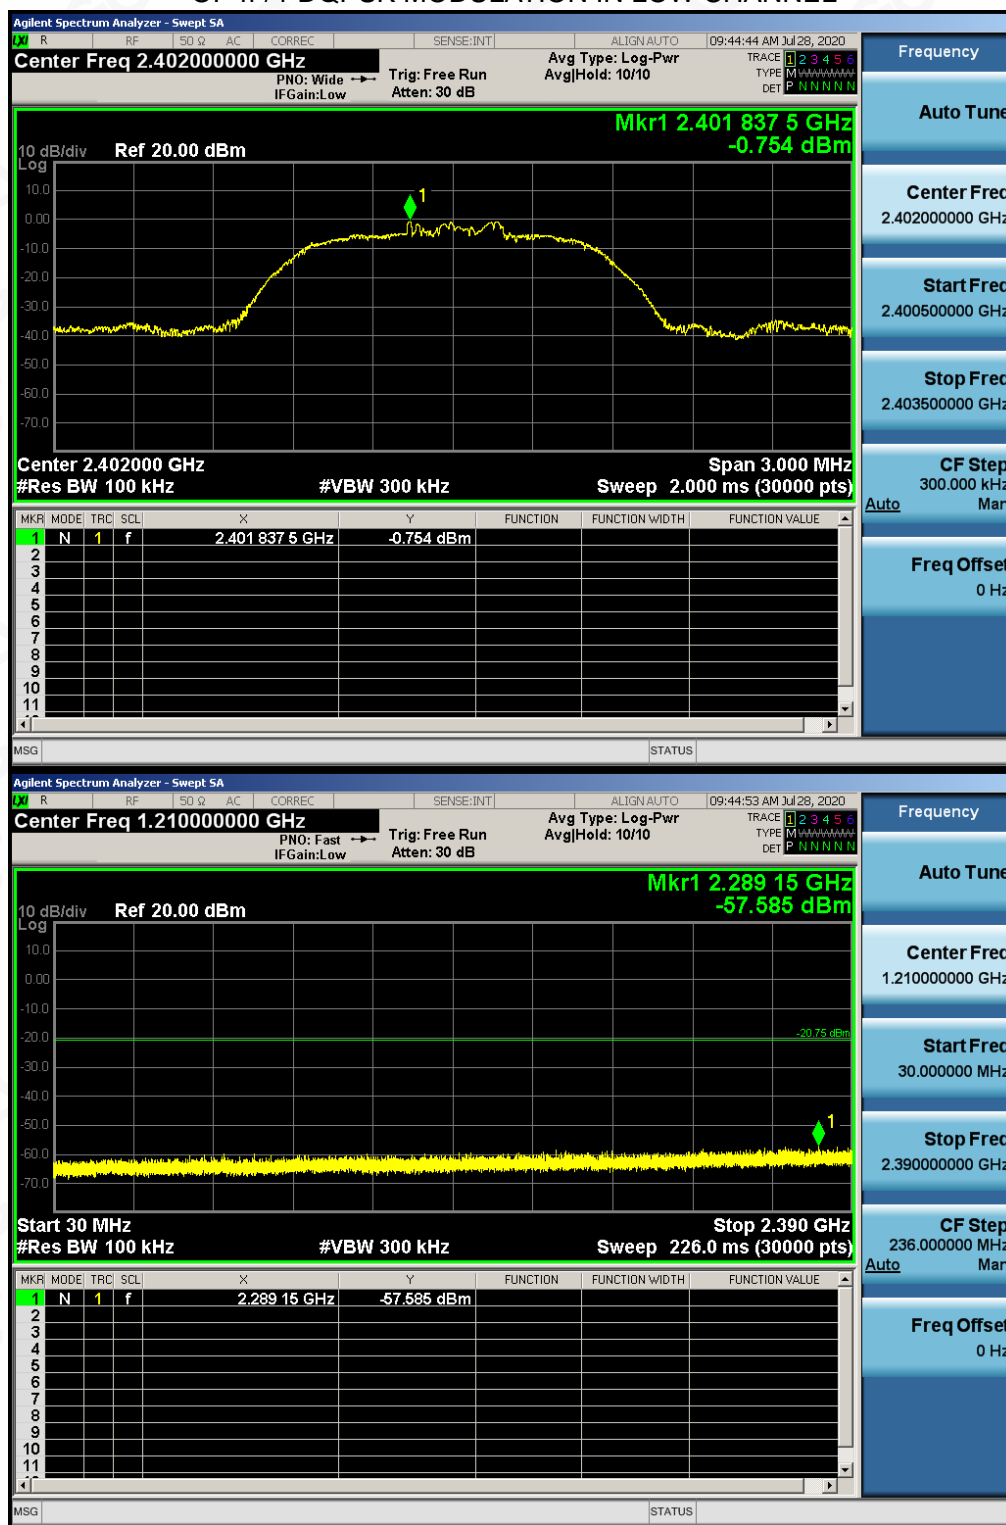 Agilent Spectrum Analyzer - Swept SA
LXI R RF 50 Ω AC CORREC SENSE:INT ALIGN AUTO 09:44:44 AM Jul 28, 2020
Center Freq 2.402000000 GHz
PNO: Wide
IFGain:Low
Trig: Free Run
Atten: 30 dB
Avg Type: Log-Pwr
Avg|Hold: 10/10
TRACE 1 2 3 4 5 6
TYPE M
DET P N N N N N
Mkr1 2.401 837 5 GHz
-0.754 dBm
10 dB/div Ref 20.00 dBm
Log
10.0
0.00
-10.0
-20.0
-30.0
-40.0
-50.0
-60.0
-70.0
1
Center 2.402000 GHz Span 3.000 MHz
#Res BW 100 kHz #VBW 300 kHz Sweep 2.000 ms (30000 pts)
MKR MODE TRC SCL X Y FUNCTION FUNCTION WIDTH FUNCTION VALUE
1 N 1 f 2.401 837 5 GHz -0.754 dBm
2
3
4
5
6
7
8
9
10
11
MSG STATUS
Frequency
Auto Tune
Center Freq
2.402000000 GHz
Start Freq
2.400500000 GHz
Stop Freq
2.403500000 GHz
CF Step
300.000 kHz
Auto Man
Freq Offset
0 Hz
Agilent Spectrum Analyzer - Swept SA
LXI R RF 50 Ω AC CORREC SENSE:INT ALIGN AUTO 09:44:53 AM Jul 28, 2020
Center Freq 1.210000000 GHz
PNO: Fast
IFGain:Low
Trig: Free Run
Atten: 30 dB
Avg Type: Log-Pwr
Avg|Hold: 10/10
TRACE 1 2 3 4 5 6
TYPE M
DET P N N N N N
Mkr1 2.289 15 GHz
-57.585 dBm
10 dB/div Ref 20.00 dBm
Log
10.0
0.00
-10.0
-20.0
-30.0
-40.0
-50.0
-60.0
-70.0
-20.75 dBm
1
Start 30 MHz Stop 2.390 GHz
#Res BW 100 kHz #VBW 300 kHz Sweep 226.0 ms (30000 pts)
MKR MODE TRC SCL X Y FUNCTION FUNCTION WIDTH FUNCTION VALUE
1 N 1 f 2.289 15 GHz -57.585 dBm
2
3
4
5
6
7
8
9
10
11
MSG STATUS
Frequency
Auto Tune
Center Freq
1.210000000 GHz
Start Freq
30.000000 MHz
Stop Freq
2.390000000 GHz
CF Step
236.000000 MHz
Auto Man
Freq Offset
0 Hz